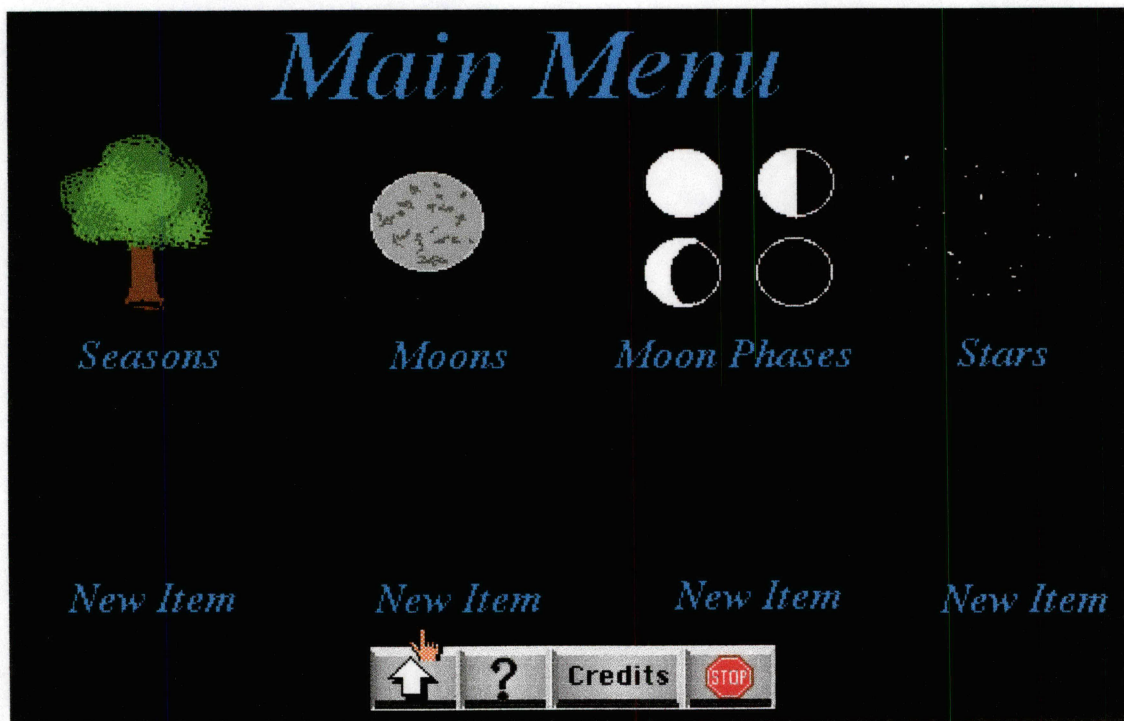 Main Menu
Seasons Moons Moon Phases Stars
New Item New Item New Item New Item
? Credits STOP